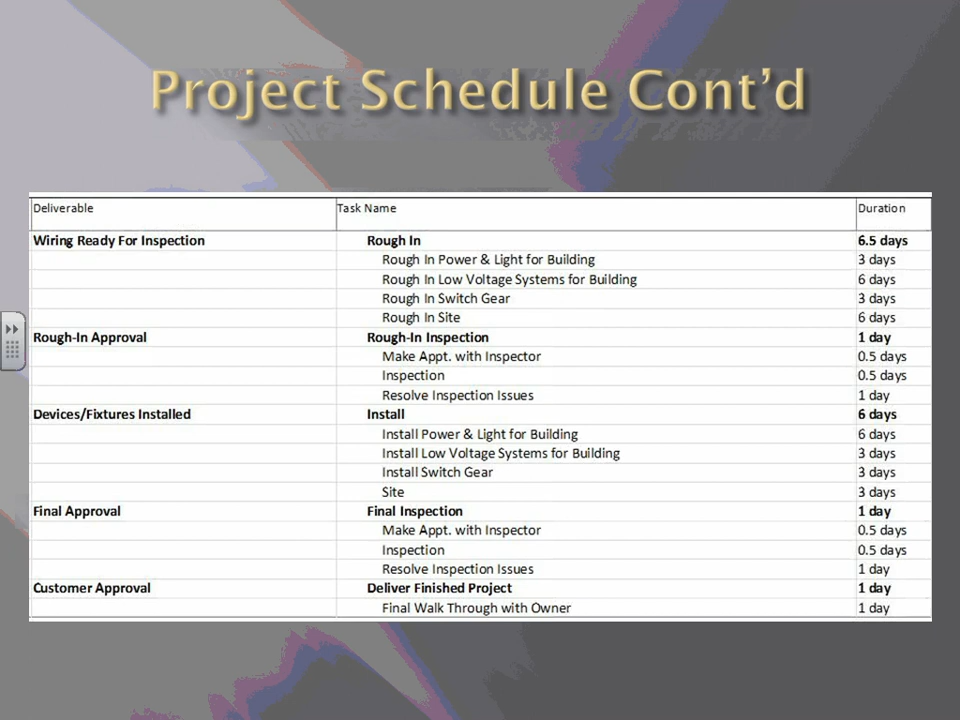 Project Schedule Cont’d
Deliverable Task Name Duration
Wiring Ready For Inspection Rough In 6.5 days
Rough In Power & Light for Building 3 days
Rough In Low Voltage Systems for Building 6 days
Rough In Switch Gear 3 days
Rough In Site 6 days
Rough-In Approval Rough-In Inspection 1 day
Make Appt. with Inspector 0.5 days
Inspection 0.5 days
Resolve Inspection Issues 1 day
Devices/Fixtures Installed Install 6 days
Install Power & Light for Building 6 days
Install Low Voltage Systems for Building 3 days
Install Switch Gear 3 days
Site 3 days
Final Approval Final Inspection 1 day
Make Appt. with Inspector 0.5 days
Inspection 0.5 days
Resolve Inspection Issues 1 day
Customer Approval Deliver Finished Project 1 day
Final Walk Through with Owner 1 day